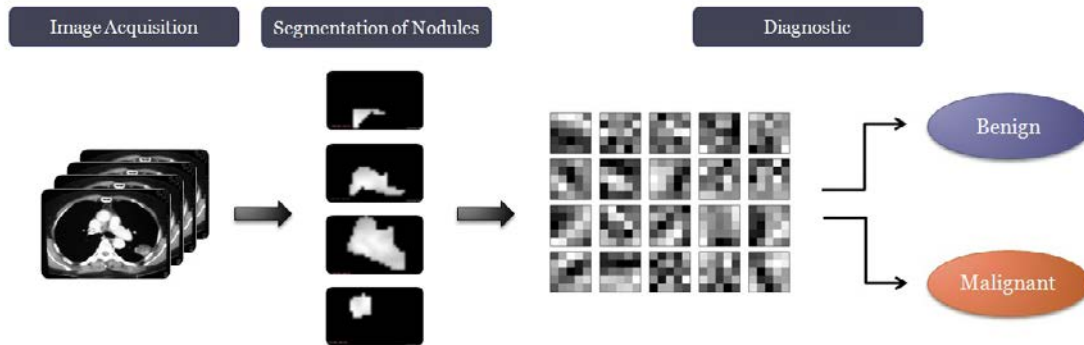 Image Acquisition
Segmentation of Nodules
Diagnostic
Benign
Malignant